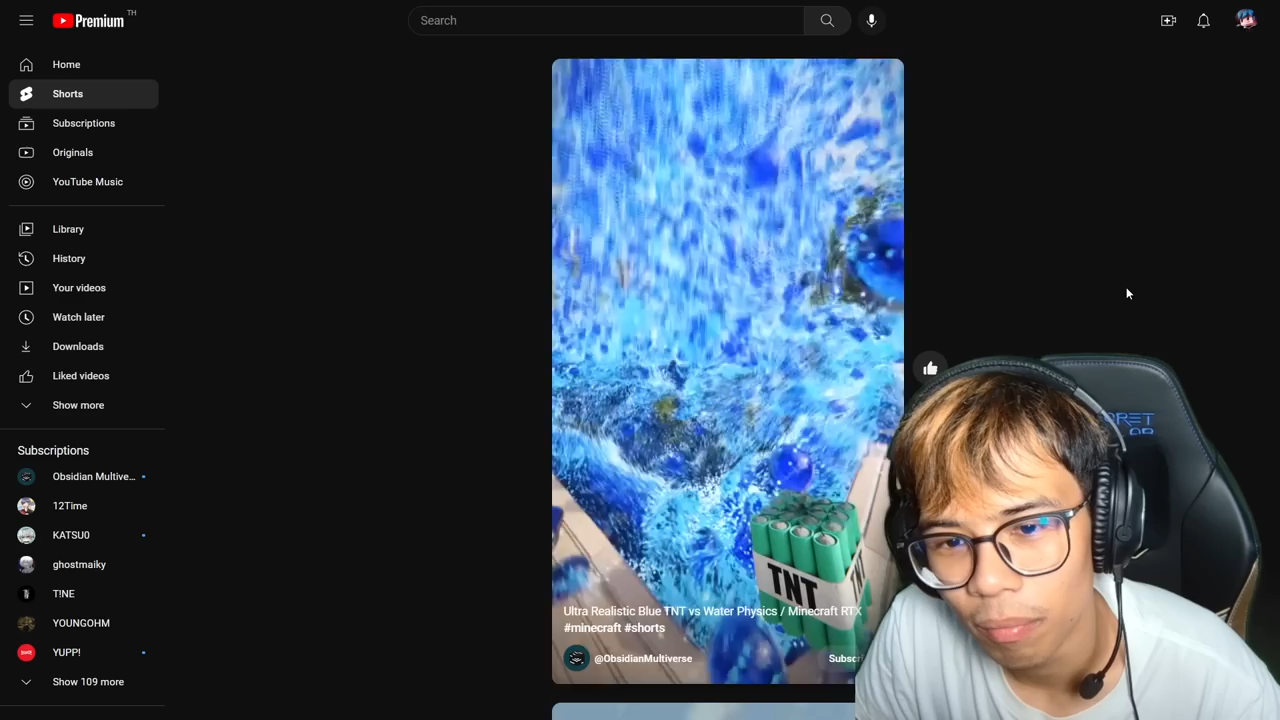 Premium TH
Search
Home
Shorts
Subscriptions
Originals
YouTube Music
Library
History
Your videos
Watch later
Downloads
Liked videos
Show more
Subscriptions
Obsidian Multive...
12Time
KATSU0
ghostmaiky
T!NE
YOUNGOHM
YUPP!
Show 109 more
TNT
Ultra Realistic Blue TNT vs Water Physics / Minecraft RTX
#minecraft #shorts
@ObsidianMultiverse
Subscri